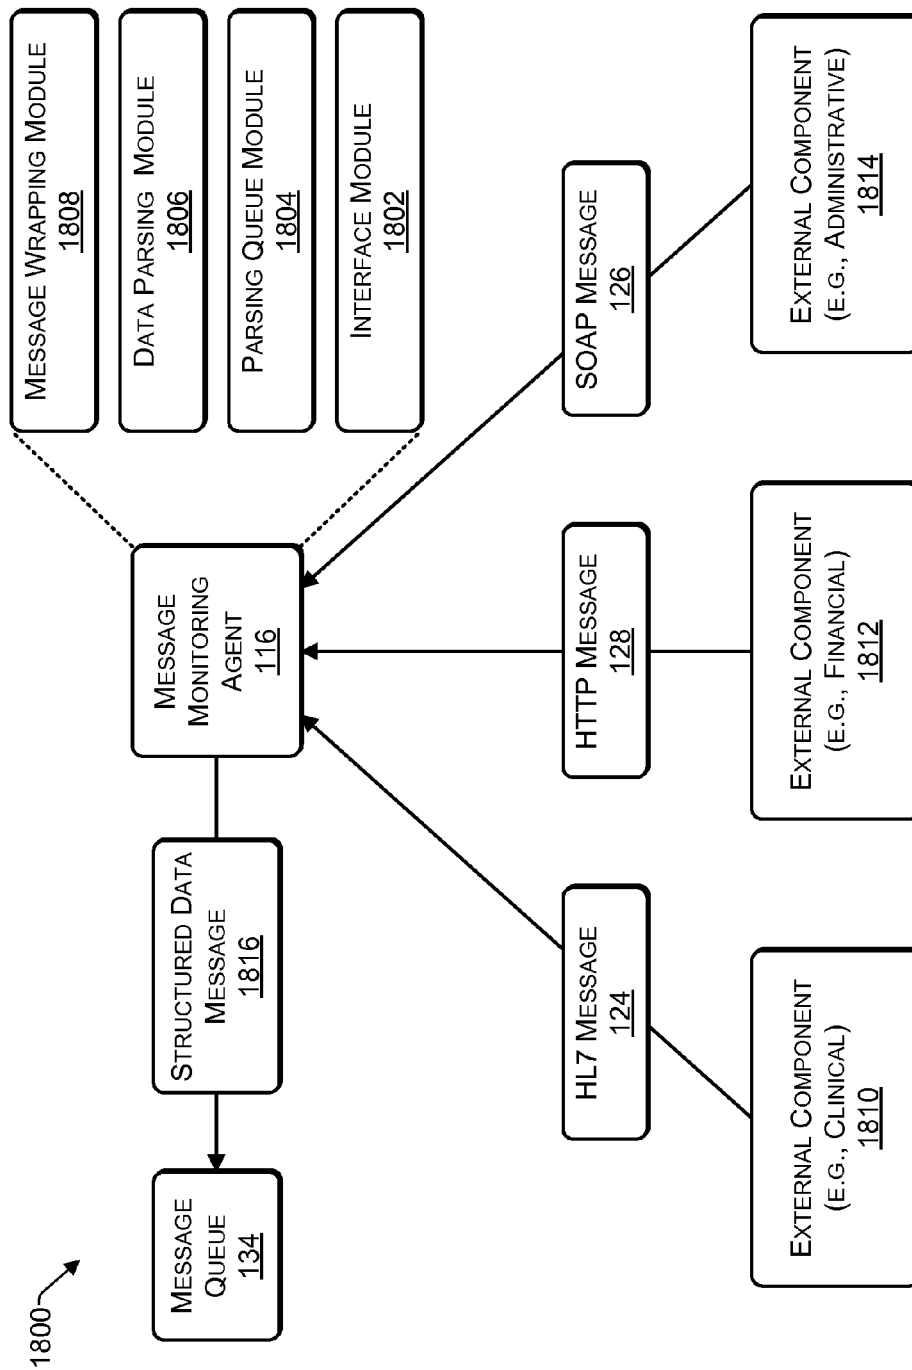 1800
MESSAGE
QUEUE
134
STRUCTURED DATA
MESSAGE
1816
MESSAGE
MONITORING
AGENT
116
MESSAGE WRAPPING MODULE
1808
DATA PARSING MODULE
1806
PARSING QUEUE MODULE
1804
INTERFACE MODULE
1802
HL7 MESSAGE
124
HTTP MESSAGE
128
SOAP MESSAGE
126
EXTERNAL COMPONENT
(E.G., CLINICAL)
1810
EXTERNAL COMPONENT
(E.G., FINANCIAL)
1812
EXTERNAL COMPONENT
(E.G., ADMINISTRATIVE)
1814